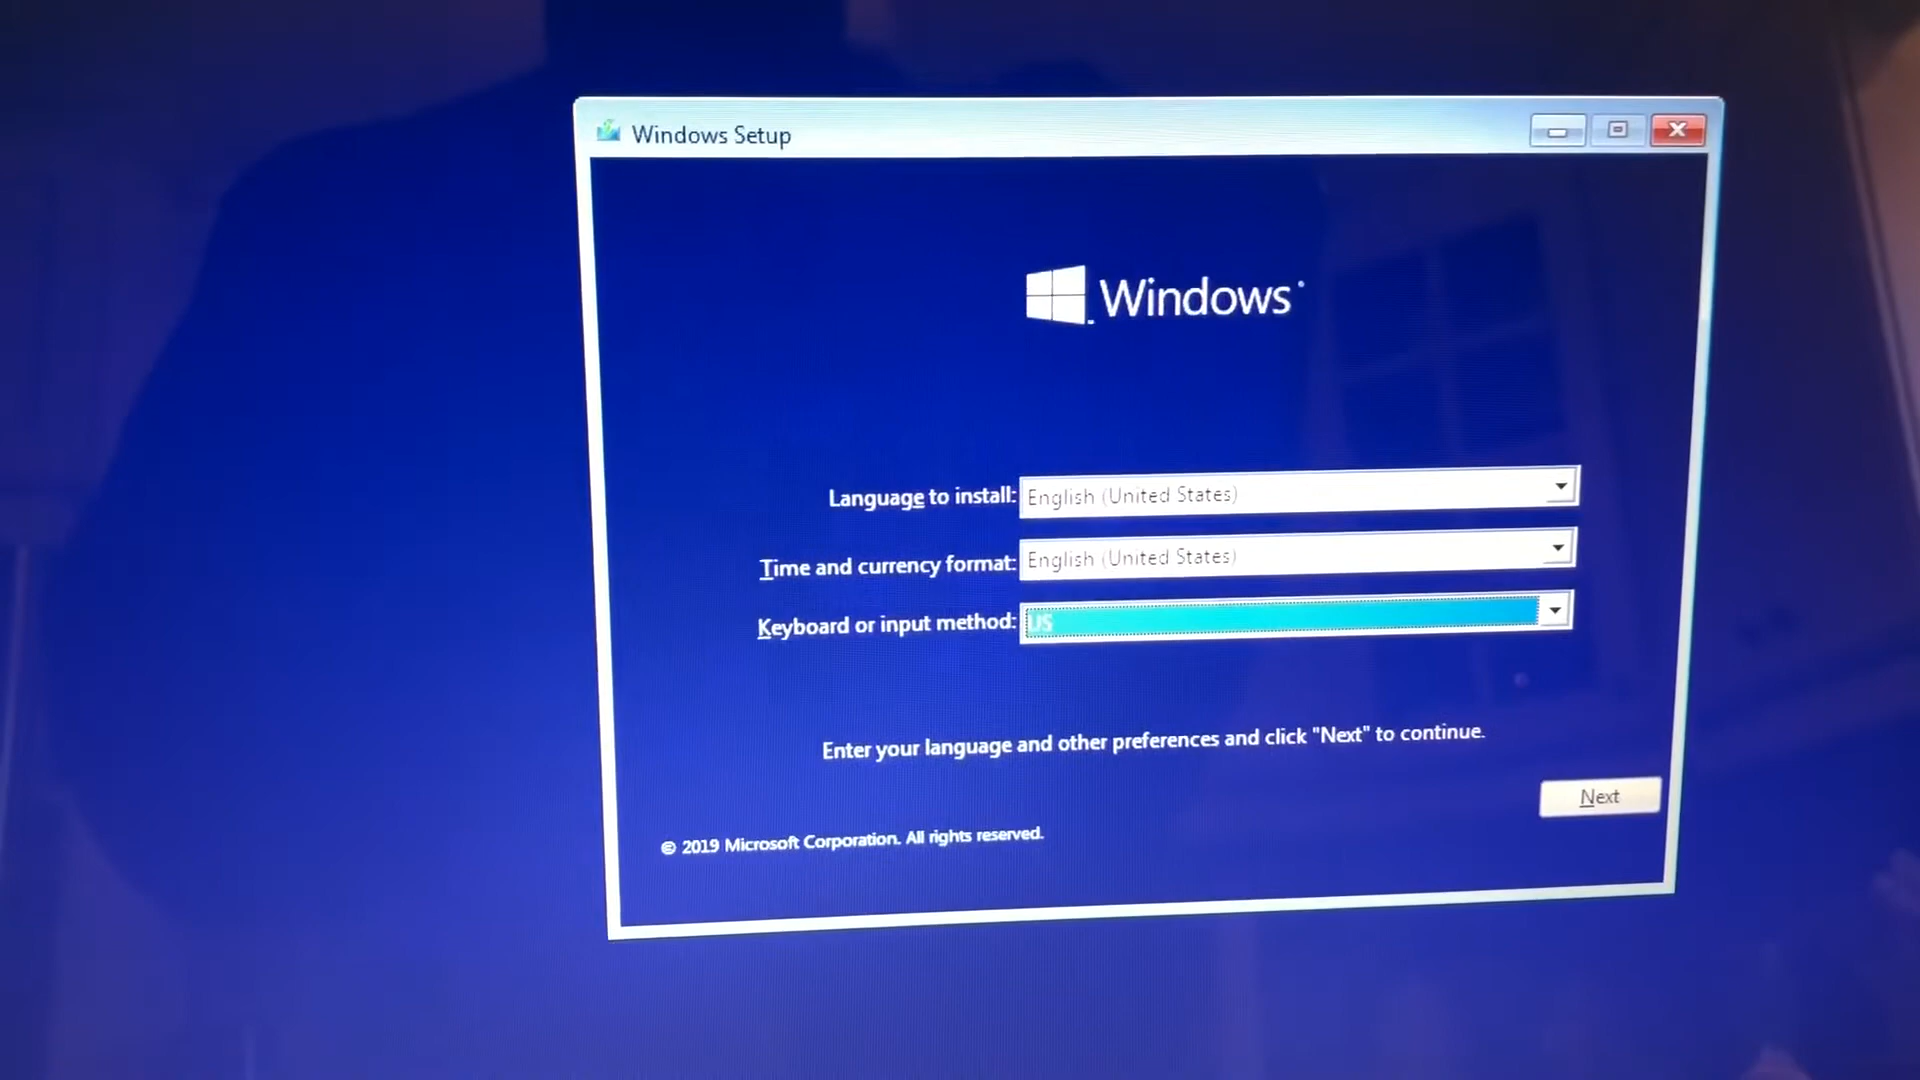 Windows Setup
Windows
Language to install: English (United States)
Time and currency format: English (United States)
Keyboard or input method: US
Enter your language and other preferences and click "Next" to continue.
Next
© 2019 Microsoft Corporation. All rights reserved.